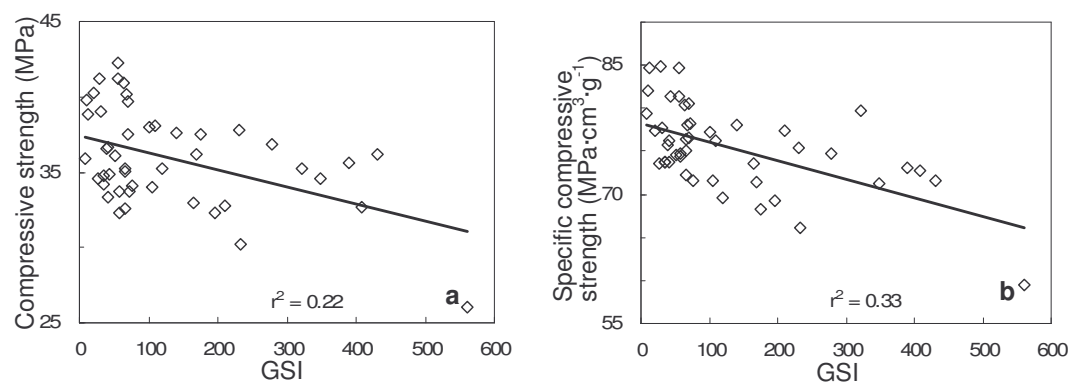 Compressive strength (MPa)
45
35
25
r² = 0.22
a
0 100 200 300 400 500 600
GSI
Specific compressive
strength (MPa·cm³·g⁻¹)
85
70
55
r² = 0.33
b
0 100 200 300 400 500 600
GSI